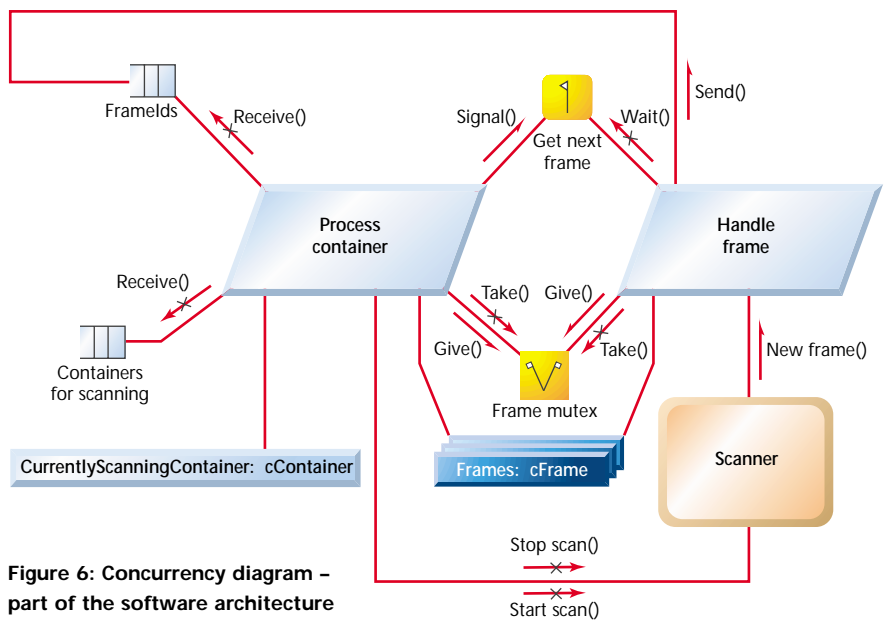 FrameIds
Receive()
Signal()
Get next
frame
Wait()
Send()
Process
container
Handle
frame
Receive()
Containers
for scanning
Take()
Give()
Give()
Take()
Frame mutex
New frame()
CurrentlyScanningContainer: cContainer
Frames: cFrame
Scanner
Stop scan()
Start scan()
Figure 6: Concurrency diagram –
part of the software architecture